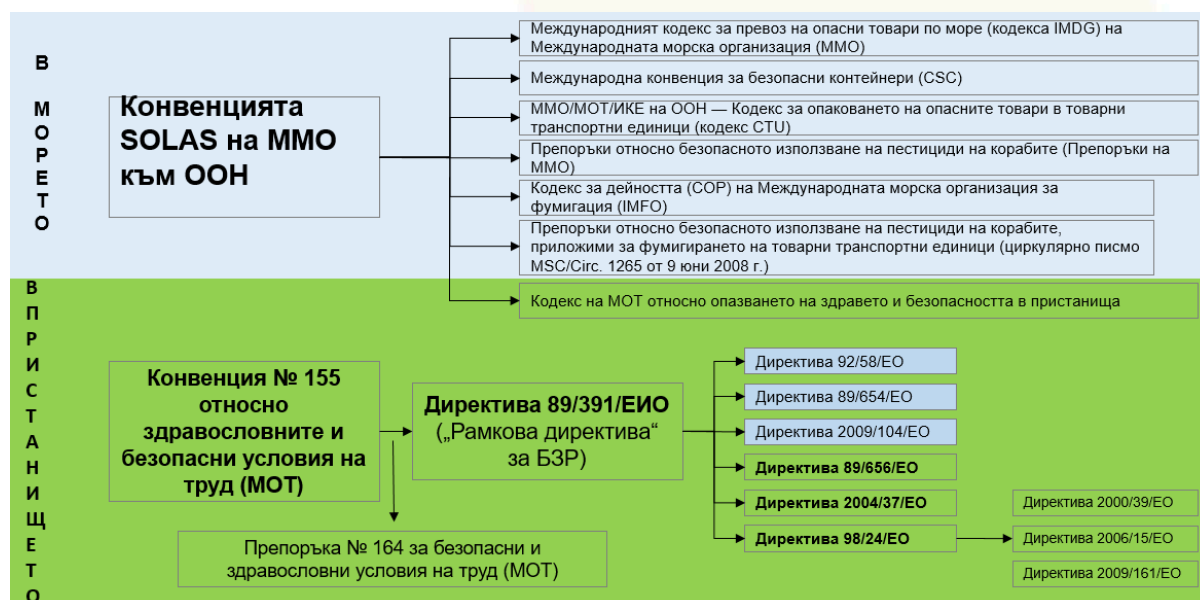 В МОРЕТО
Конвенцията
SOLAS на ММО
към ООН
Международният кодекс за превоз на опасни товари по море (кодекса IMDG) на
Международната морска организация (ММО)
Международна конвенция за безопасни контейнери (CSC)
ММО/МОТ/ИКЕ на ООН — Кодекс за опаковането на опасните товари в товарни
транспортни единици (кодекс CTU)
Препоръки относно безопасното използване на пестициди на корабите (Препоръки на
ММО)
Кодекс за дейността (COP) на Международната морска организация за
фумигация (IMFO)
Препоръки относно безопасното използване на пестициди на корабите,
приложими за фумигирането на товарни транспортни единици (циркулярно писмо
MSC/Circ. 1265 от 9 юни 2008 г.)
Кодекс на МОТ относно опазването на здравето и безопасността в пристанища
В ПРИСТАНИЩЕТО
Конвенция № 155
относно
здравословните и
безопасни условия на
труд (МОТ)
Препоръка № 164 за безопасни и
здравословни условия на труд (МОТ)
Директива 89/391/ЕИО
(„Рамкова директива“
за БЗР)
Директива 92/58/ЕО
Директива 89/654/ЕО
Директива 2009/104/ЕО
Директива 89/656/ЕО
Директива 2004/37/ЕО
Директива 98/24/ЕО
Директива 2000/39/ЕО
Директива 2006/15/ЕО
Директива 2009/161/ЕО